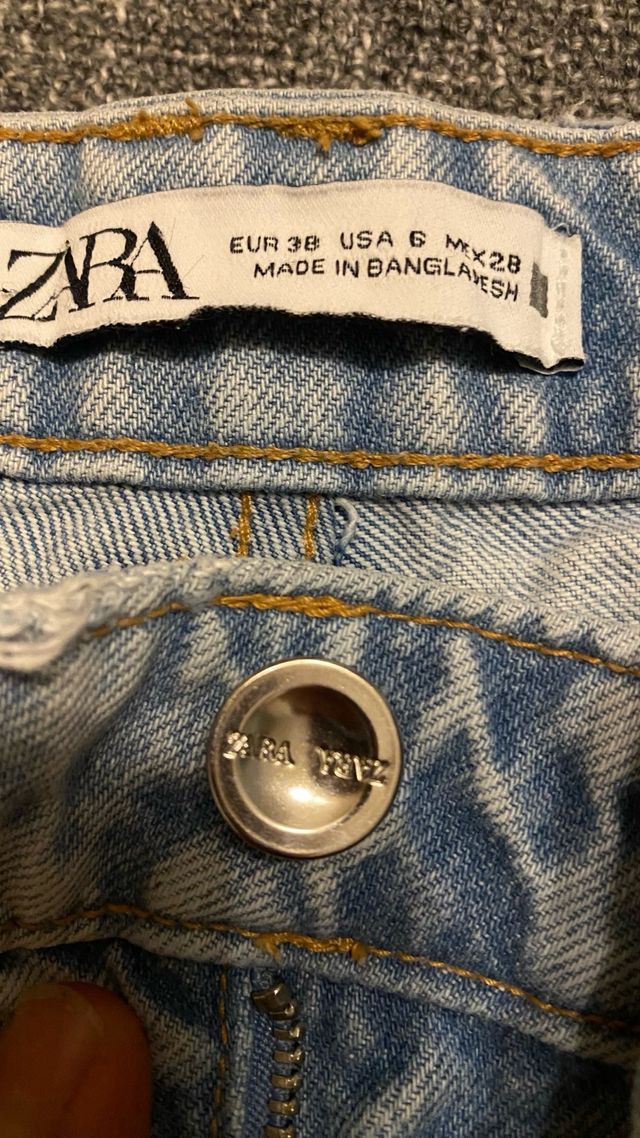 ZARA
EUR 38 USA 6 MEX 28
MADE IN BANGLADESH
ZARA ZARA